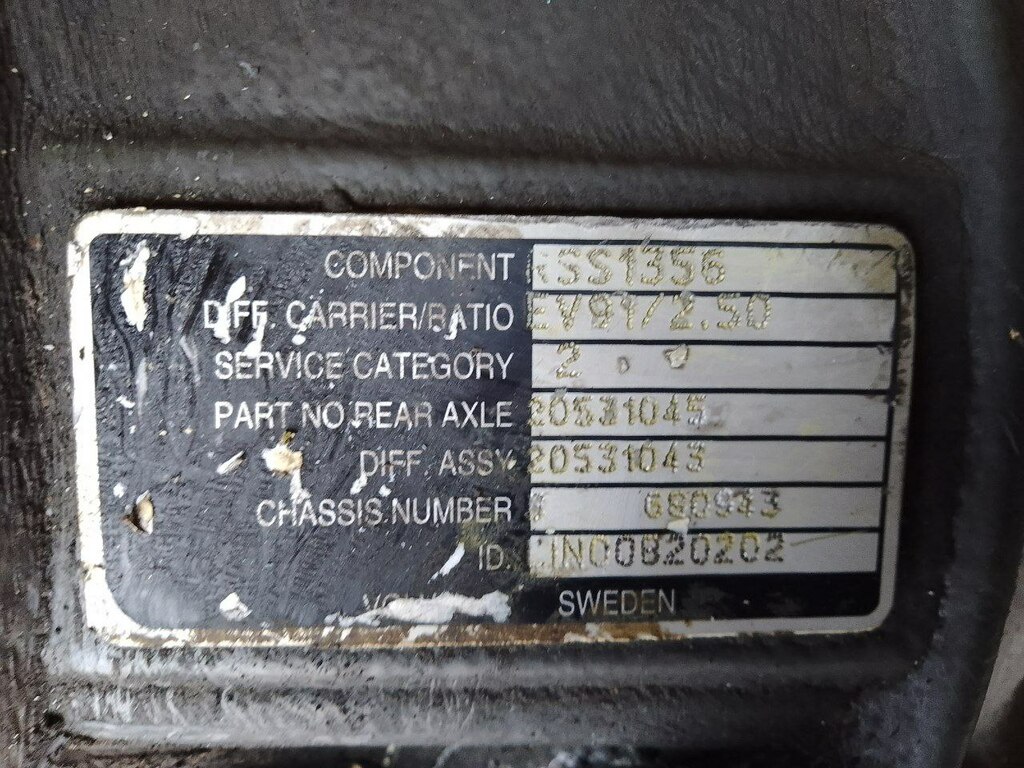 COMPONENT RSS1356
DIFF. CARRIER/RATIO EV91/2.50
SERVICE CATEGORY 2
PART NO.REAR AXLE 20531045
DIFF. ASSY 20531043
CHASSIS NUMBER 680943
ID. IN00820202
SWEDEN